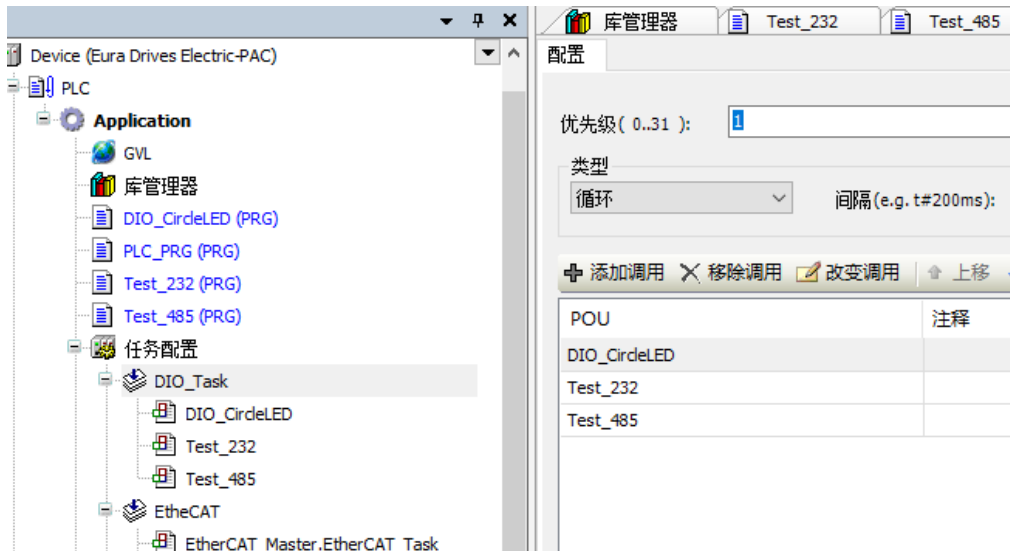 Device (Eura Drives Electric-PAC)
PLC
Application
GVL
库管理器
DIO_CircleLED (PRG)
PLC_PRG (PRG)
Test_232 (PRG)
Test_485 (PRG)
任务配置
DIO_Task
DIO_CircleLED
Test_232
Test_485
EtheCAT
EtherCAT_Master.EtherCAT_Task
库管理器 Test_232 Test_485
配置
优先级( 0..31 ): 1
类型
循环 间隔(e.g. t#200ms):
添加调用 移除调用 改变调用 上移
POU 注释
DIO_CircleLED
Test_232
Test_485